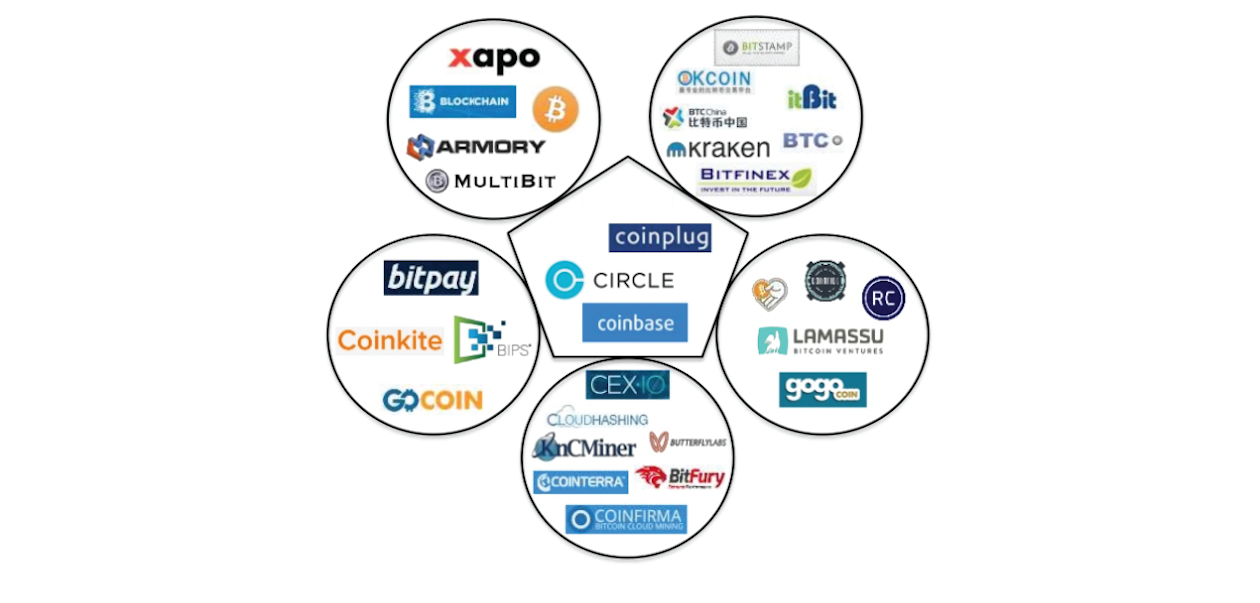 xapo
BLOCKCHAIN
ARMORY
MULTIBIT
BITSTAMP
OKCOIN
itBit
BTCChina
比特币中国
BTC
kraken
BITFINEX
INVEST IN THE FUTURE
coinplug
CIRCLE
coinbase
bitpay
Coinkite
BIPS
GOCOIN
RC
LAMASSU
BITCOIN VENTURES
gogo
COIN
CEX.IO
CLOUDHASHING
KnCMiner
BUTTERFLYLABS
COINTERRA
BitFury
COINFIRMA
BITCOIN CLOUD MINING